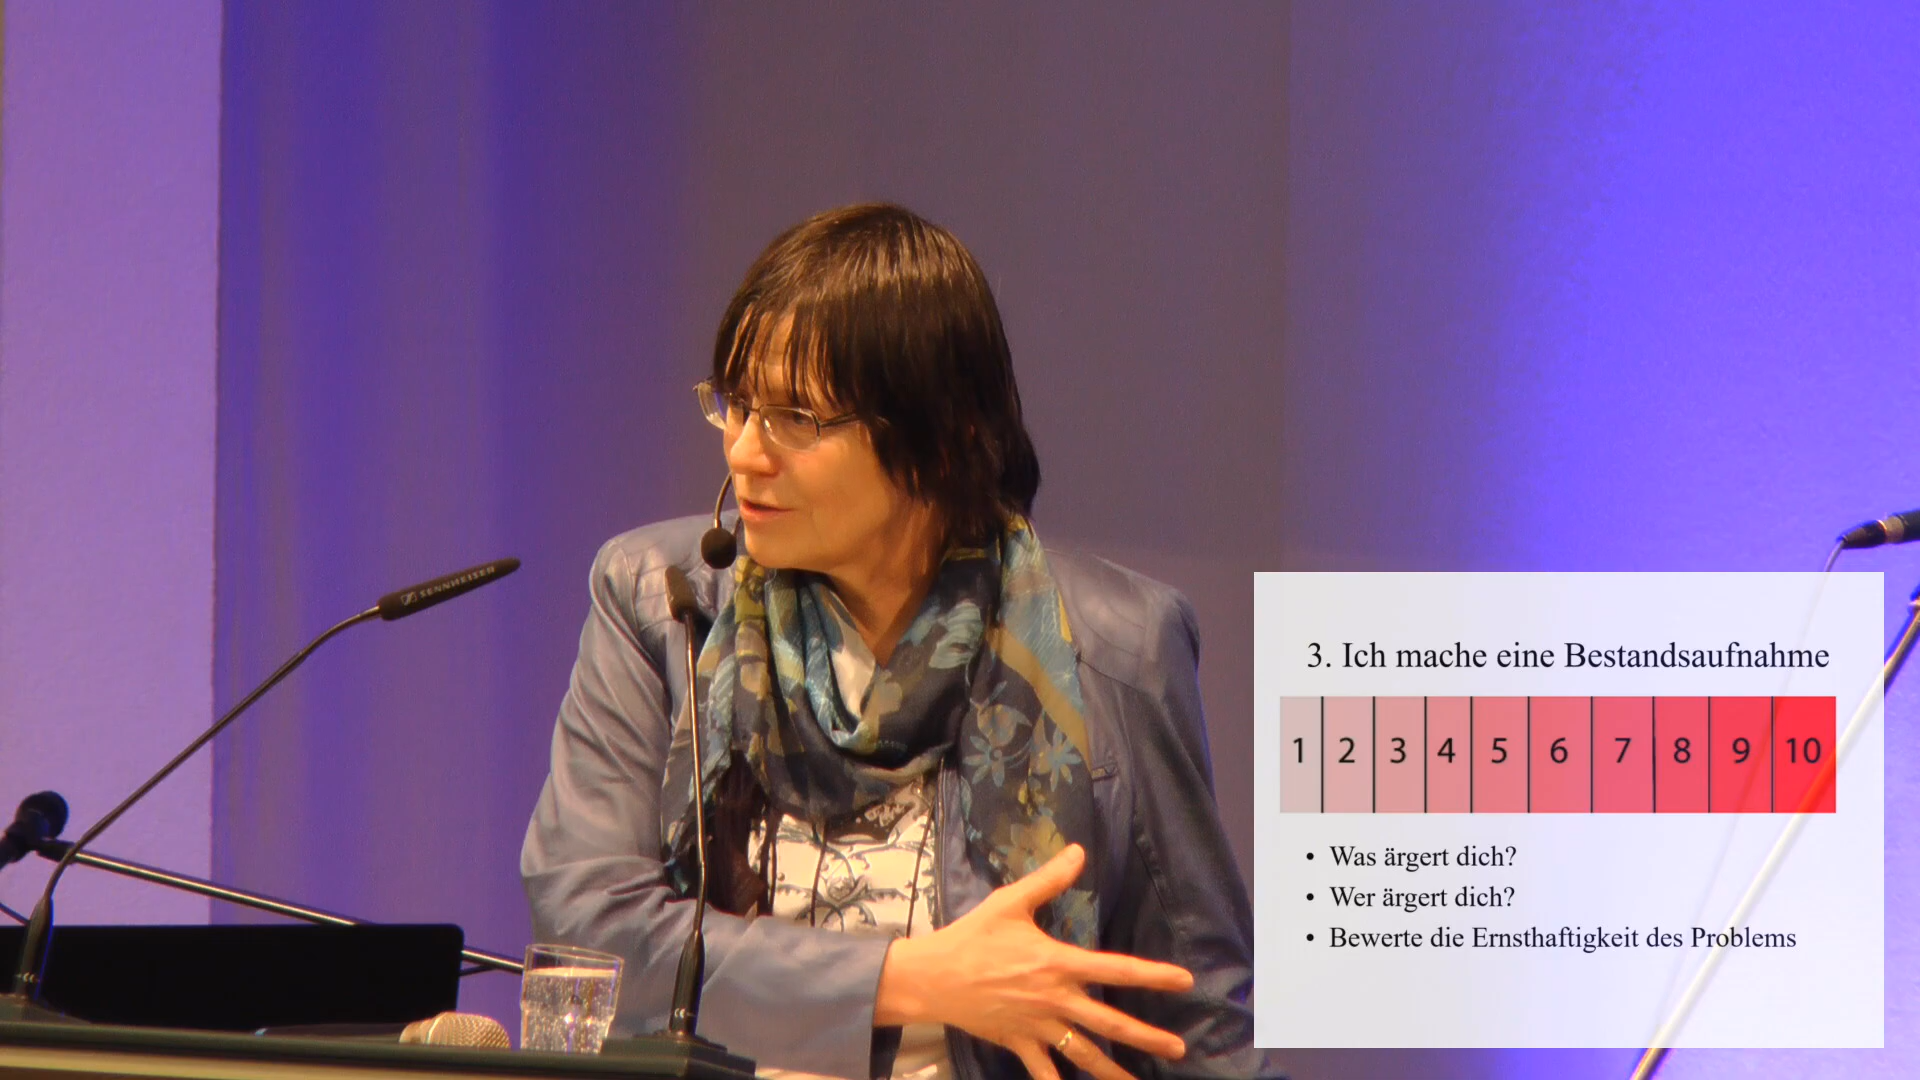 SENNHEISER
3. Ich mache eine Bestandsaufnahme
1 2 3 4 5 6 7 8 9 10
• Was ärgert dich?
• Wer ärgert dich?
• Bewerte die Ernsthaftigkeit des Problems